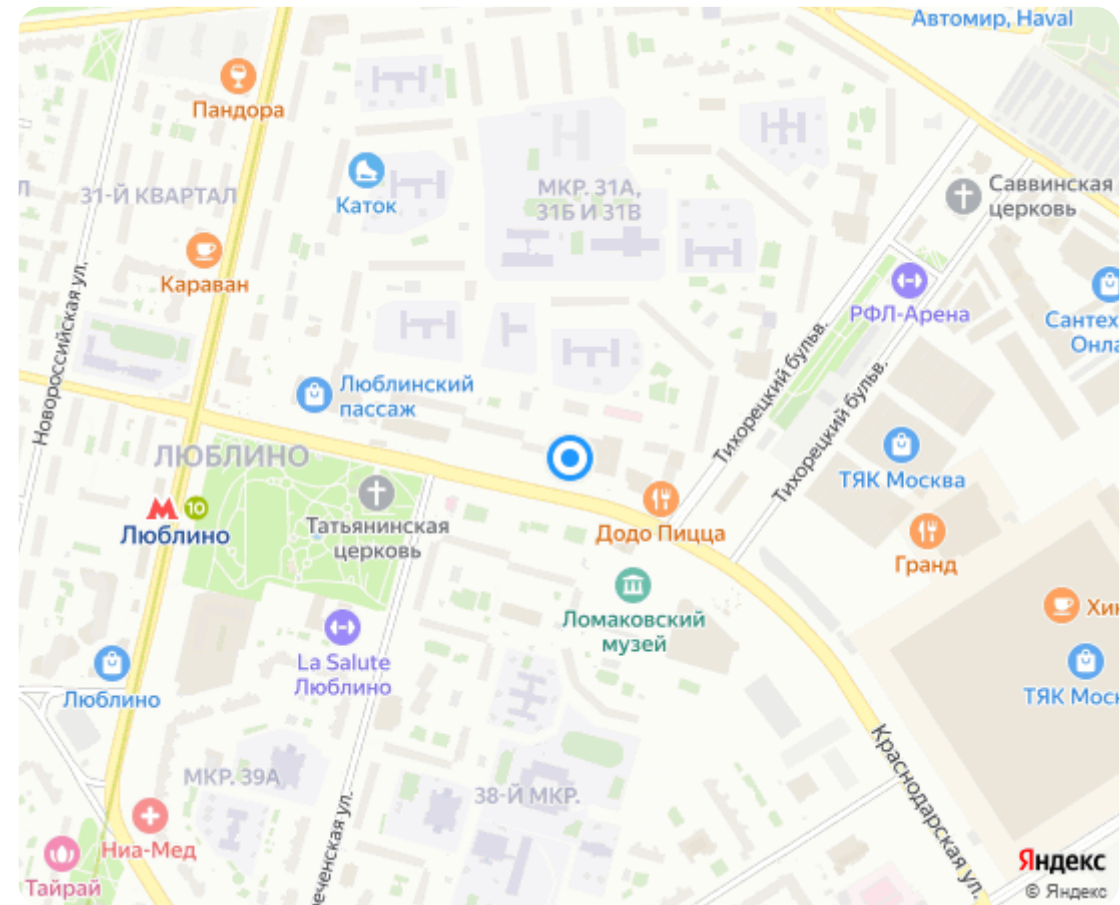 Автомир, Haval
Пандора
31-Й КВАРТАЛ
Каток
МКР. 31А,
31Б И 31В
Саввинская
церковь
Караван
РФЛ-Арена
Новороссийская ул.
Люблинский
пассаж
Тихорецкий бульв.
Тихорецкий бульв.
ЛЮБЛИНО
ТЯК Москва
М 10
Люблино
Татьянинская
церковь
Додо Пицца
Гранд
Ломаковский
музей
La Salute
Люблино
Люблино
МКР. 39А
38-Й МКР.
Краснодарская ул.
Ниа-Мед
Тайрай
Яндекс
© Яндекс